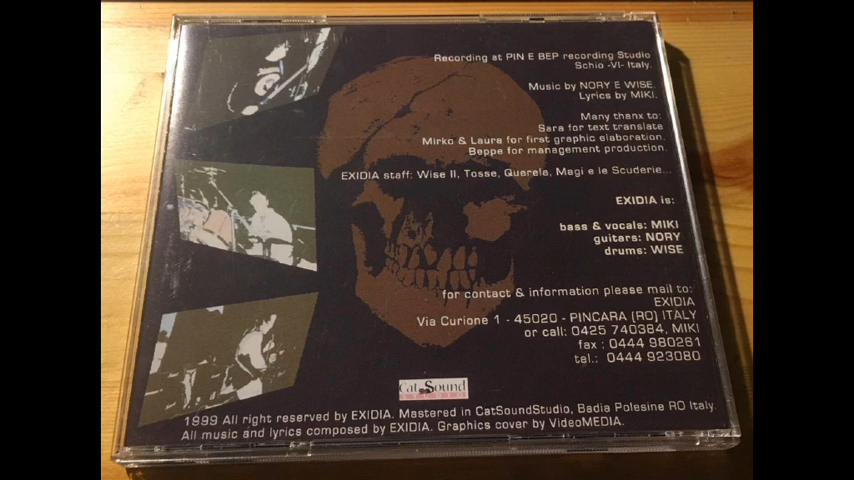 Recording at PIN E BEP recording Studio
Schio -VI- Italy.
Music by NORY E WISE.
Lyrics by MIKI.
Many thanx to:
Sara for text translate
Mirko & Laura for first graphic elaboration.
Beppe for management production.
EXIDIA staff: Wise II, Tosse, Querela, Magi e le Scuderie...
EXIDIA is:
bass & vocals: MIKI
guitars: NORY
drums: WISE
for contact & information please mail to:
EXIDIA
Via Curione 1 - 45020 - PINCARA (RO) ITALY
or call: 0425 740384, MIKI
fax : 0444 980261
tel.: 0444 923080
Cat Sound
STUDIO
1999 All right reserved by EXIDIA. Mastered in CatSoundStudio, Badia Polesine RO Italy.
All music and lyrics composed by EXIDIA. Graphics cover by VideoMEDIA.